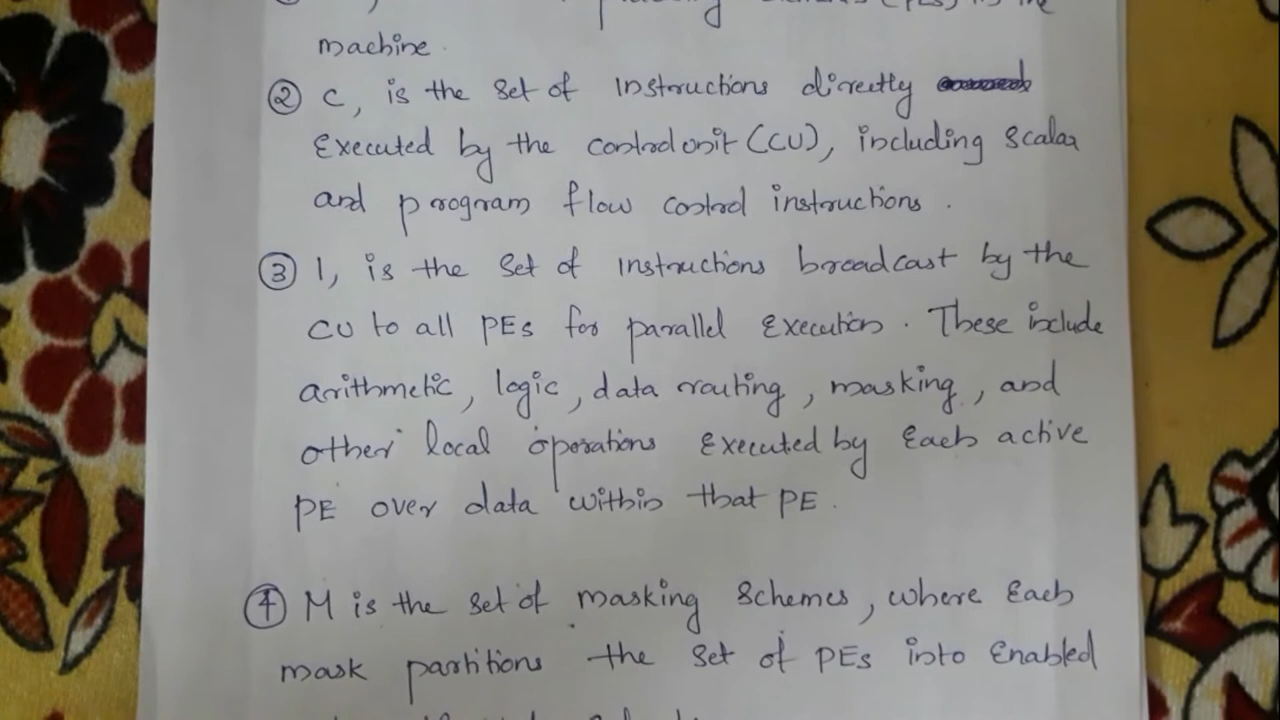 machine.
② C, is the set of instructions directly
Executed by the control unit (CU), including scalar
and program flow control instructions.
③ I, is the set of instructions broadcast by the
CU to all PEs for parallel execution. These include
arithmetic, logic, data routing, masking, and
other local operations executed by Each active
PE over data within that PE.
④ M is the set of masking schemes, where Each
mask partitions the set of PEs into Enabled